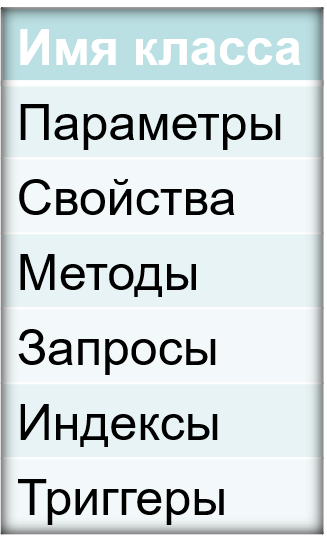 Имя класса
Параметры
Свойства
Методы
Запросы
Индексы
Триггеры